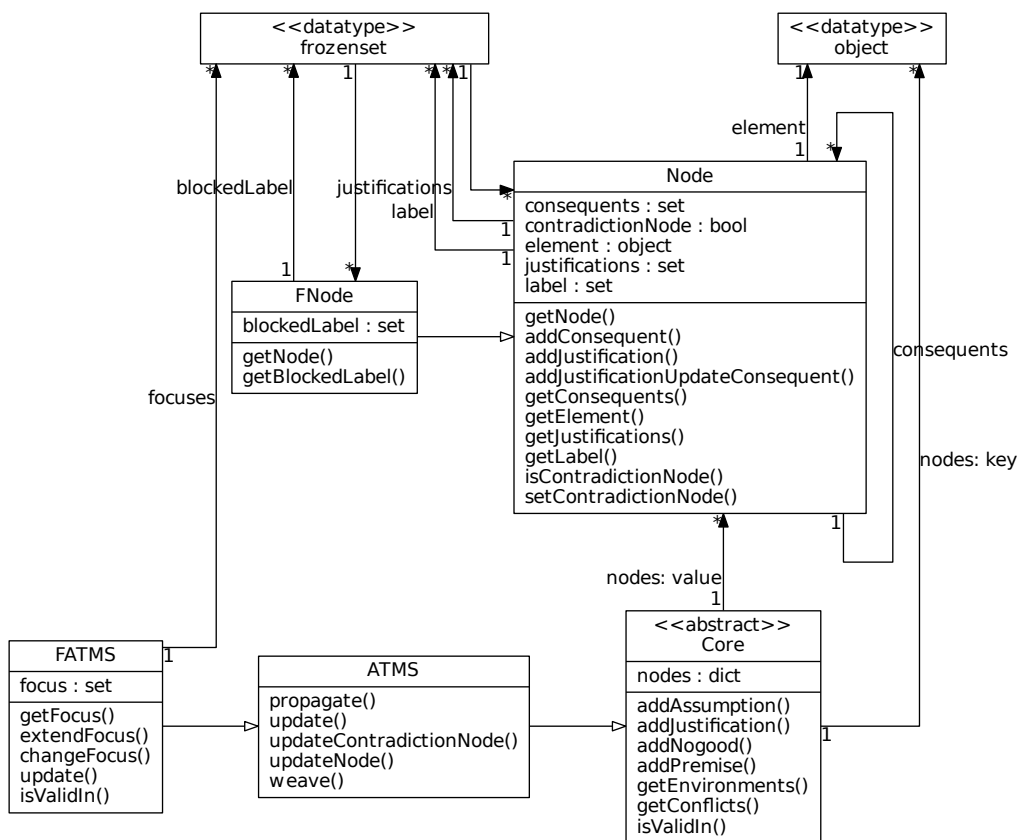 <<datatype>>
frozenset
<<datatype>>
object
*
*
1
*
*
1
1
*
element
1
*
blockedLabel
justifications
label
Node
*
consequents : set
contradictionNode : bool
element : object
justifications : set
label : set
1
1
getNode()
addConsequent()
addJustification()
addJustificationUpdateConsequent()
getConsequents()
getElement()
getJustifications()
getLabel()
isContradictionNode()
setContradictionNode()
1
*
FNode
blockedLabel : set
getNode()
getBlockedLabel()
consequents
focuses
nodes: key
*
1
nodes: value
1
<<abstract>>
Core
nodes : dict
addAssumption()
addJustification()
addNogood()
addPremise()
getEnvironments()
getConflicts()
isValidIn()
1
1
FATMS
focus : set
getFocus()
extendFocus()
changeFocus()
update()
isValidIn()
ATMS
propagate()
update()
updateContradictionNode()
updateNode()
weave()